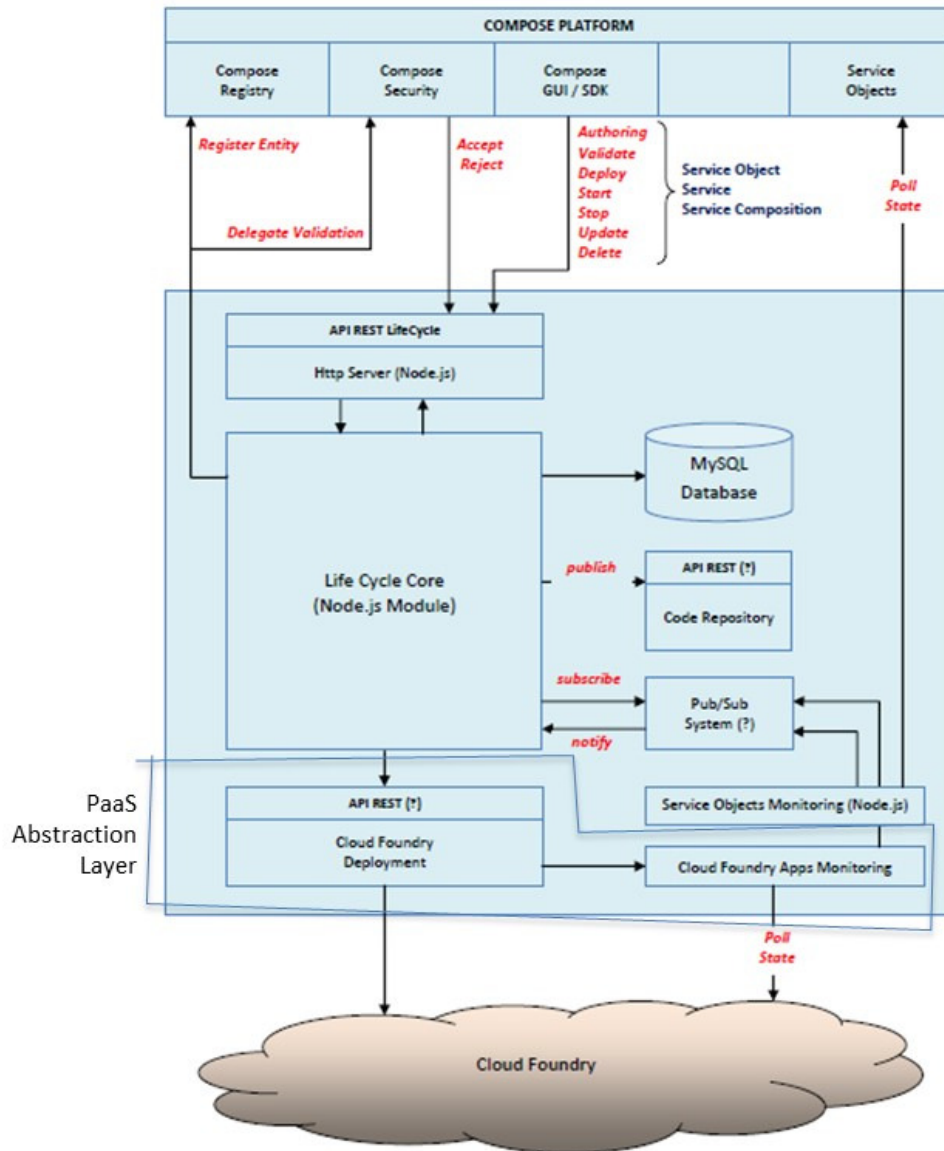 COMPOSE PLATFORM
Compose
Registry
Compose
Security
Compose
GUI / SDK
Service
Objects
Register Entity
Accept
Reject
Authoring
Validate
Deploy
Start
Stop
Update
Delete
Service Object
Service
Service Composition
Poll
State
Delegate Validation
API REST LifeCycle
Http Server (Node.js)
MySQL
Database
Life Cycle Core
(Node.js Module)
publish
API REST (?)
Code Repository
subscribe
Pub/Sub
System (?)
notify
PaaS
Abstraction
Layer
API REST (?)
Cloud Foundry
Deployment
Service Objects Monitoring (Node.js)
Cloud Foundry Apps Monitoring
Poll
State
Cloud Foundry